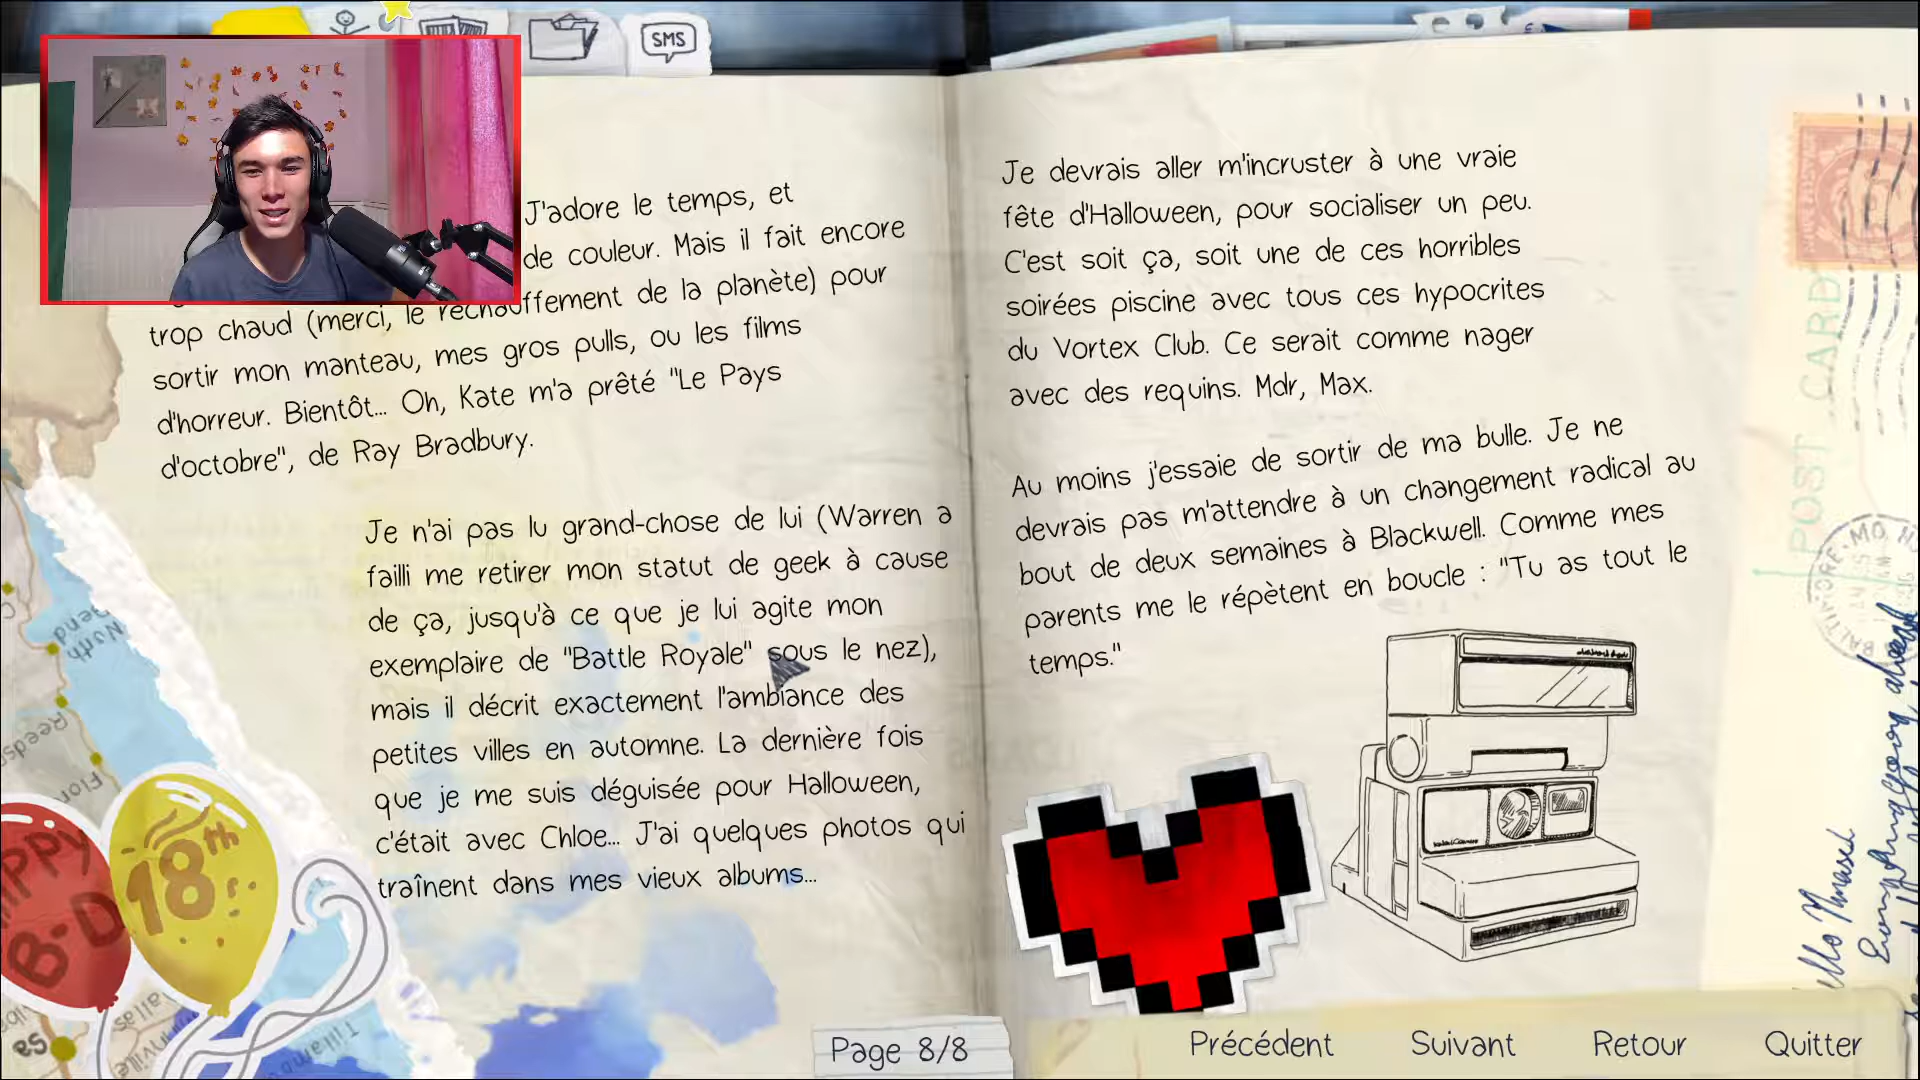 SMS
J'adore le temps, et
de couleur. Mais il fait encore
trop chaud (merci, le réchauffement de la planète) pour
sortir mon manteau, mes gros pulls, ou les films
d'horreur. Bientôt... Oh, Kate m'a prêté "Le Pays
d'octobre", de Ray Bradbury.
Je n'ai pas lu grand-chose de lui (Warren a
failli me retirer mon statut de geek à cause
de ça, jusqu'à ce que je lui agite mon
exemplaire de "Battle Royale" sous le nez),
mais il décrit exactement l'ambiance des
petites villes en automne. La dernière fois
que je me suis déguisée pour Halloween,
c'était avec Chloe... J'ai quelques photos qui
traînent dans mes vieux albums...
Je devrais aller m'incruster à une vraie
fête d'Halloween, pour socialiser un peu.
C'est soit ça, soit une de ces horribles
soirées piscine avec tous ces hypocrites
du Vortex Club. Ce serait comme nager
avec des requins. Mdr, Max.
Au moins j'essaie de sortir de ma bulle. Je ne
devrais pas m'attendre à un changement radical au
bout de deux semaines à Blackwell. Comme mes
parents me le répètent en boucle : "Tu as tout le
temps."
POST CARD
North
Bend
B-D
18th
Page 8/8
Précédent
Suivant
Retour
Quitter